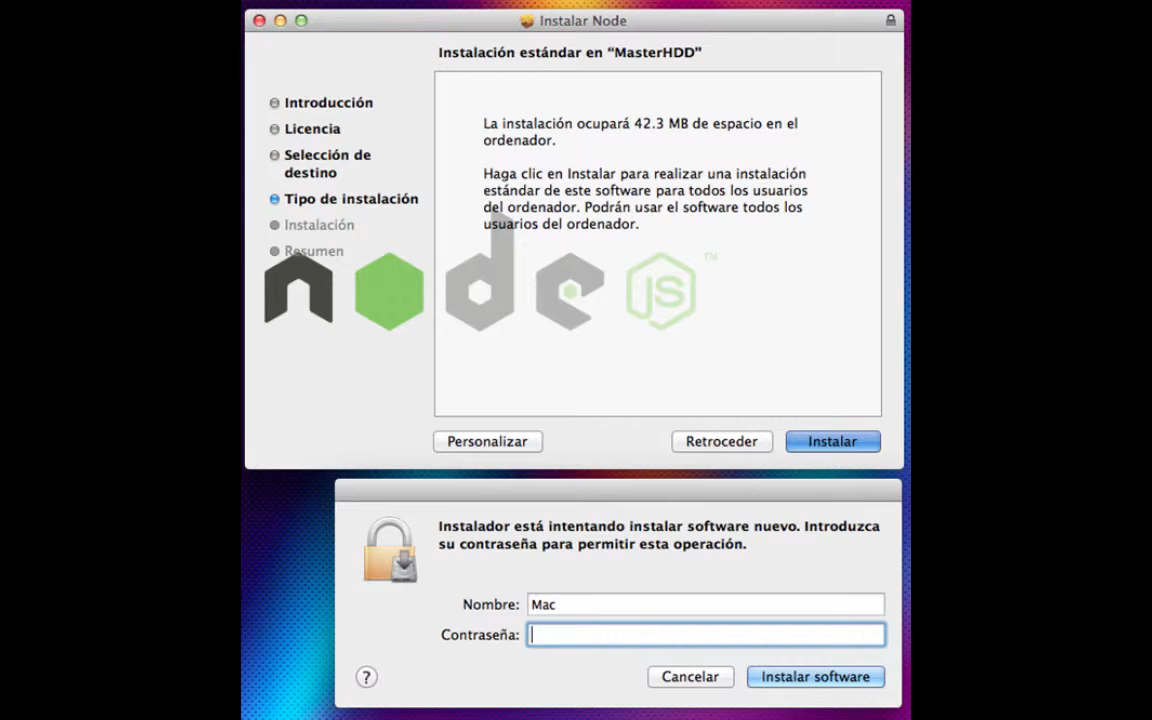 Instalar Node
Instalación estándar en “MasterHDD”
Introducción
Licencia
Selección de
destino
Tipo de instalación
Instalación
Resumen
La instalación ocupará 42.3 MB de espacio en el
ordenador.
Haga clic en Instalar para realizar una instalación
estándar de este software para todos los usuarios
del ordenador. Podrán usar el software todos los
usuarios del ordenador.
node JS™
Personalizar
Retroceder
Instalar
Instalador está intentando instalar software nuevo. Introduzca
su contraseña para permitir esta operación.
Nombre: Mac
Contraseña:
?
Cancelar
Instalar software